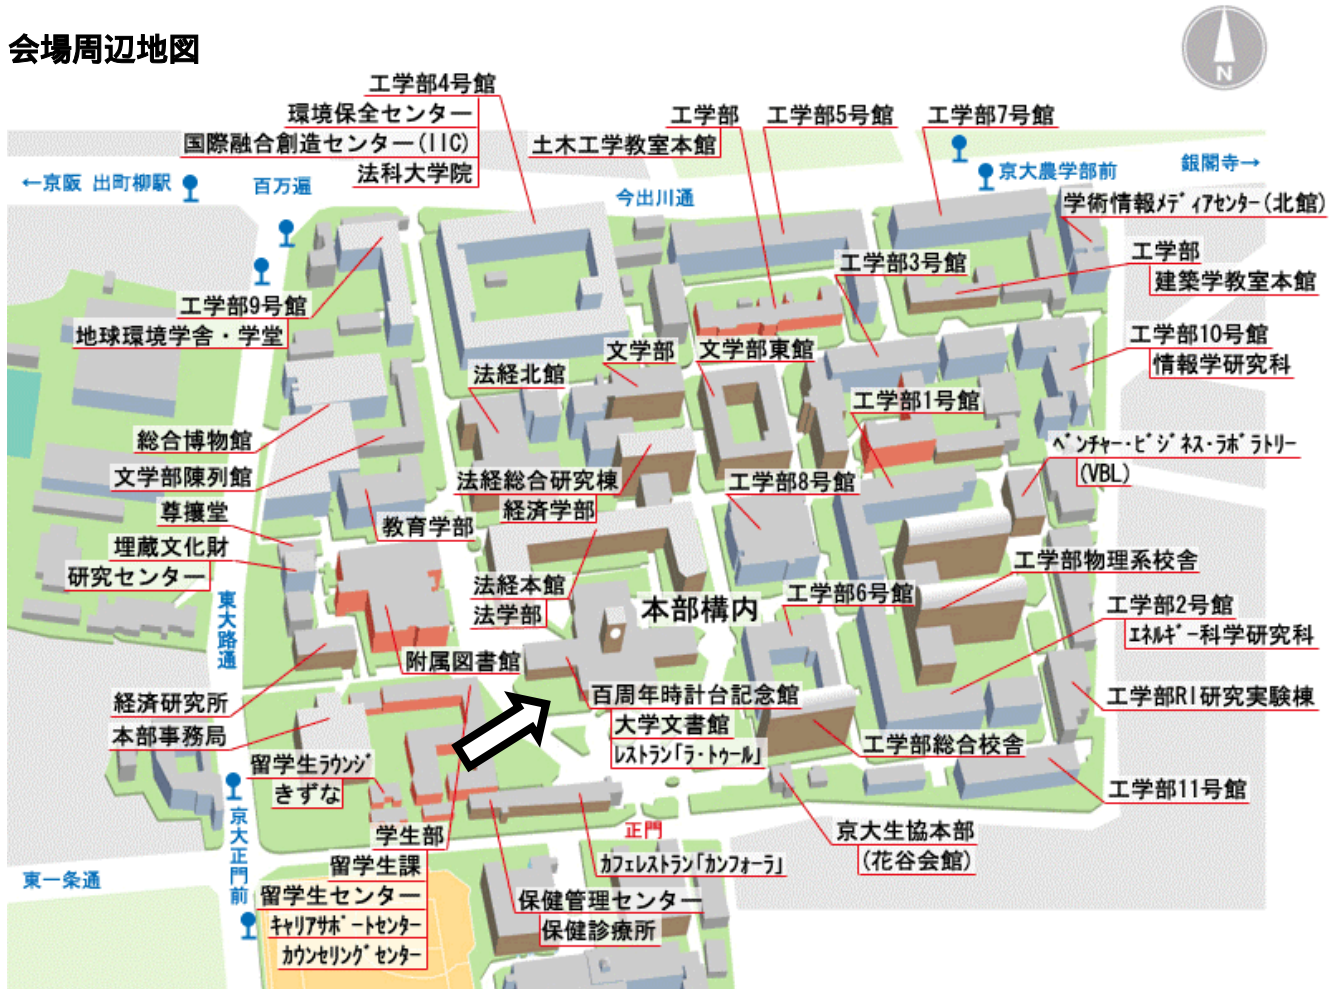 会場周辺地図
N
工学部4号館
環境保全センター
国際融合創造センター(IIC)
法科大学院
工学部
土木工学教室本館
工学部5号館
工学部7号館
←京阪 出町柳駅
百万遍
今出川通
京大農学部前
銀閣寺→
学術情報ﾒﾃﾞｨｱｾﾝﾀｰ(北館)
工学部
建築学教室本館
工学部3号館
工学部9号館
地球環境学舎・学堂
工学部10号館
情報学研究科
文学部
文学部東館
法経北館
工学部1号館
総合博物館
ﾍﾞﾝﾁｬｰ・ﾋﾞｼﾞﾈｽ・ﾗﾎﾞﾗﾄﾘｰ
(VBL)
文学部陳列館
法経総合研究棟
経済学部
工学部8号館
尊攘堂
教育学部
埋蔵文化財
研究センター
工学部物理系校舎
法経本館
法学部
本部構内
工学部6号館
工学部2号館
ｴﾈﾙｷﾞｰ科学研究科
東大路通
附属図書館
経済研究所
本部事務局
百周年時計台記念館
大学文書館
ﾚｽﾄﾗﾝ｢ラ・ﾄｩｰﾙ｣
工学部RI研究実験棟
工学部総合校舎
留学生ﾗｳﾝｼﾞ
きずな
工学部11号館
京大正門前
学生部
留学生課
留学生センター
ｷｬﾘｱｻﾎﾟｰﾄｾﾝﾀｰ
ｶｳﾝｾﾘﾝｸﾞｾﾝﾀｰ
正門
京大生協本部
(花谷会館)
ｶﾌｪﾚｽﾄﾗﾝ｢ｶﾝﾌｫｰﾗ｣
東一条通
保健管理センター
保健診療所